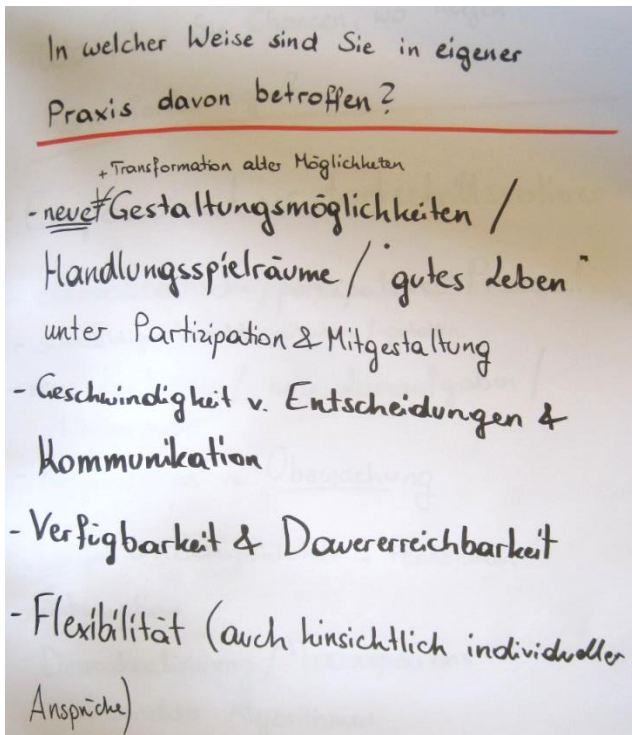 In welcher Weise sind Sie in eigener
Praxis davon betroffen?
+ Transformation alter Möglichkeiten
- neue Gestaltungsmöglichkeiten /
Handlungsspielräume / "gutes Leben"
unter Partizipation & Mitgestaltung
- Geschwindigkeit v. Entscheidungen &
Kommunikation
- Verfügbarkeit & Dauererreichbarkeit
- Flexibilität (auch hinsichtlich individueller
Ansprüche)